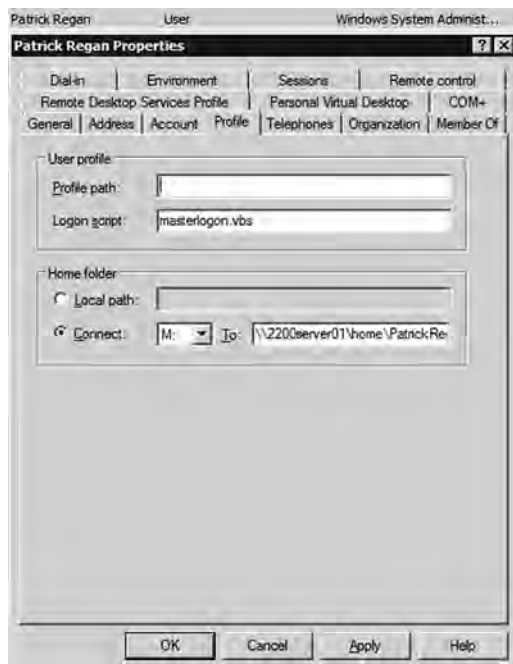 Patrick Regan User Windows System Administ...
Patrick Regan Properties ? X
Dial-in Environment Sessions Remote control
Remote Desktop Services Profile Personal Virtual Desktop COM+
General Address Account Profile Telephones Organization Member Of
User profile
Profile path:
Logon script: masterlogon.vbs
Home folder
Local path:
Connect: M: To: \\2200server01\home\Patrick.Re
OK Cancel Apply Help